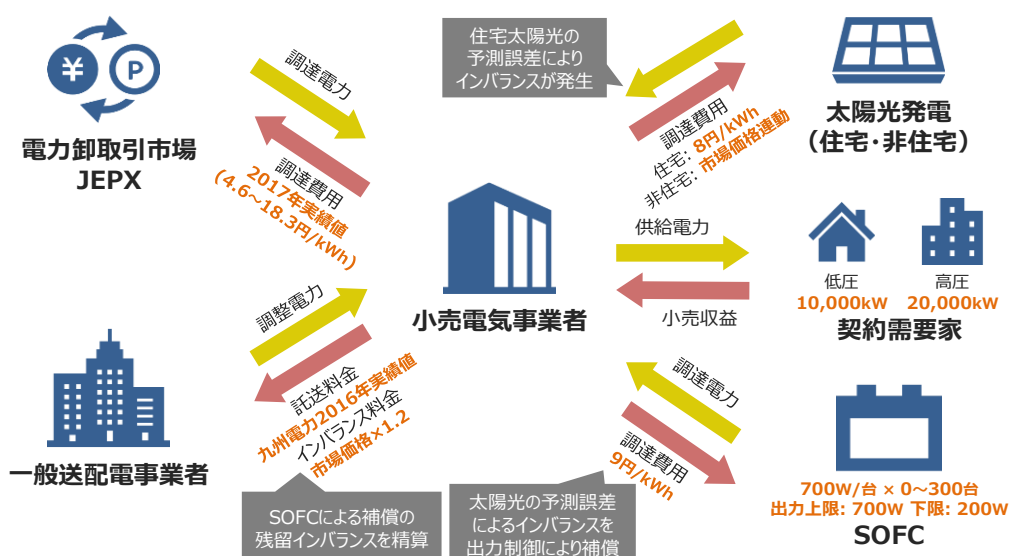 ¥ P
電力卸取引市場
JEPX
調達電力
調達費用
2017年実績値
(4.6～18.3円/kWh)
住宅太陽光の
予測誤差により
インバランスが発生
調達費用
住宅: 8円/kWh
非住宅: 市場価格連動
太陽光発電
（住宅・非住宅）
小売電気事業者
供給電力
小売収益
低圧
10,000kW
高圧
20,000kW
契約需要家
調整電力
託送料金
九州電力2016年実績値
インバランス料金
市場価格×1.2
一般送配電事業者
SOFCによる補償の
残留インバランスを精算
調達電力
調達費用
9円/kWh
太陽光の予測誤差
によるインバランスを
出力制御により補償
700W/台 × 0～300台
出力上限: 700W 下限: 200W
SOFC